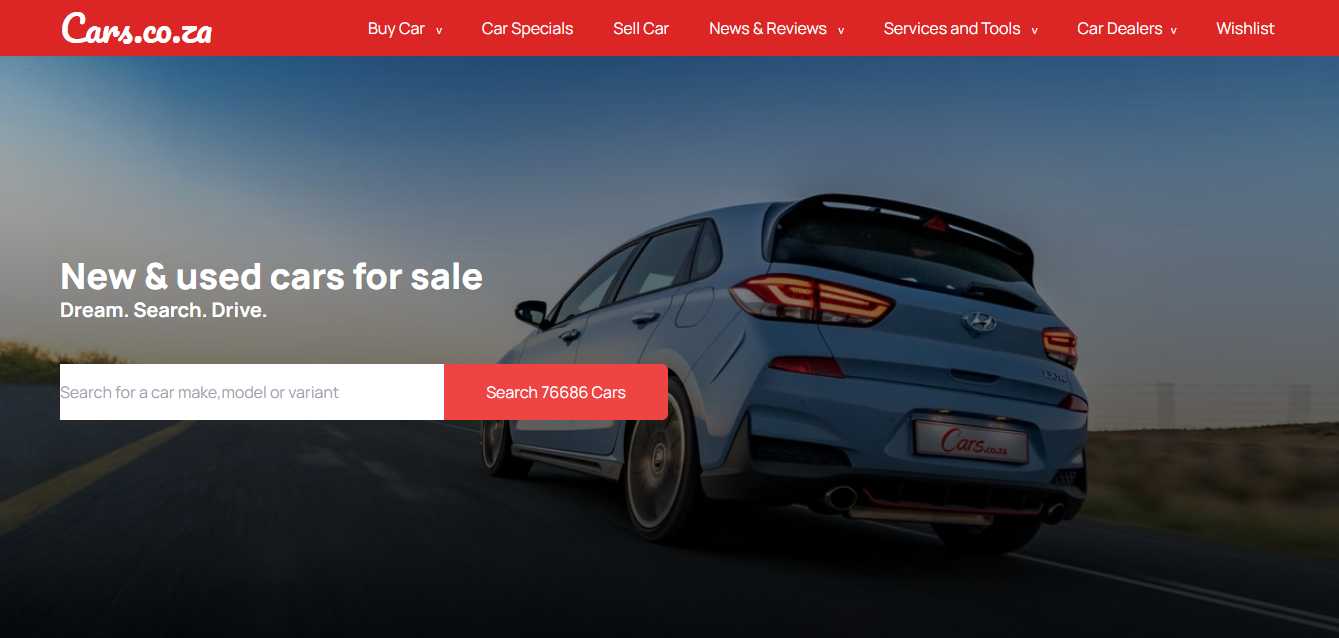 Cars.co.za
Buy Car v
Car Specials
Sell Car
News & Reviews v
Services and Tools v
Car Dealers v
Wishlist
New & used cars for sale
Dream. Search. Drive.
Search for a car make,model or variant
Search 76686 Cars
Cars.co.za